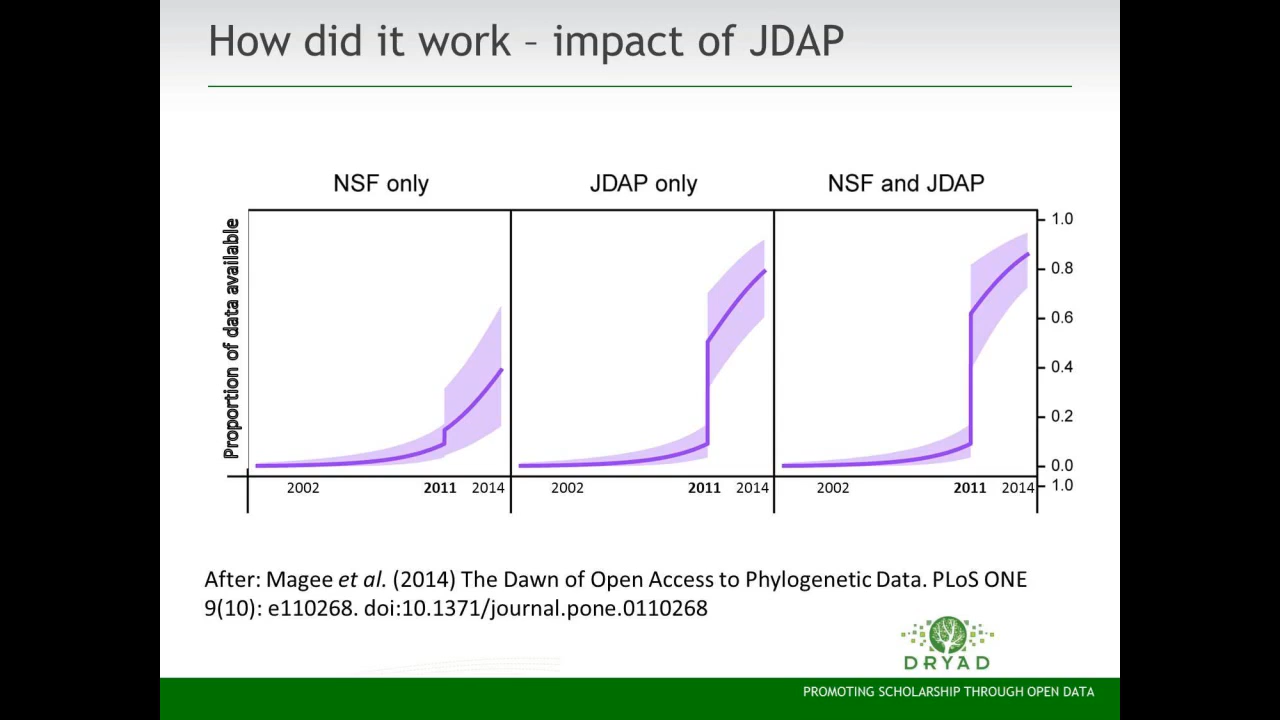 How did it work – impact of JDAP
NSF only
JDAP only
NSF and JDAP
Proportion of data available
1.0
0.8
0.6
0.4
0.2
0.0
1.0
2002 2011 2014
2002 2011 2014
2002 2011 2014
After: Magee et al. (2014) The Dawn of Open Access to Phylogenetic Data. PLoS ONE
9(10): e110268. doi:10.1371/journal.pone.0110268
DRYAD
PROMOTING SCHOLARSHIP THROUGH OPEN DATA